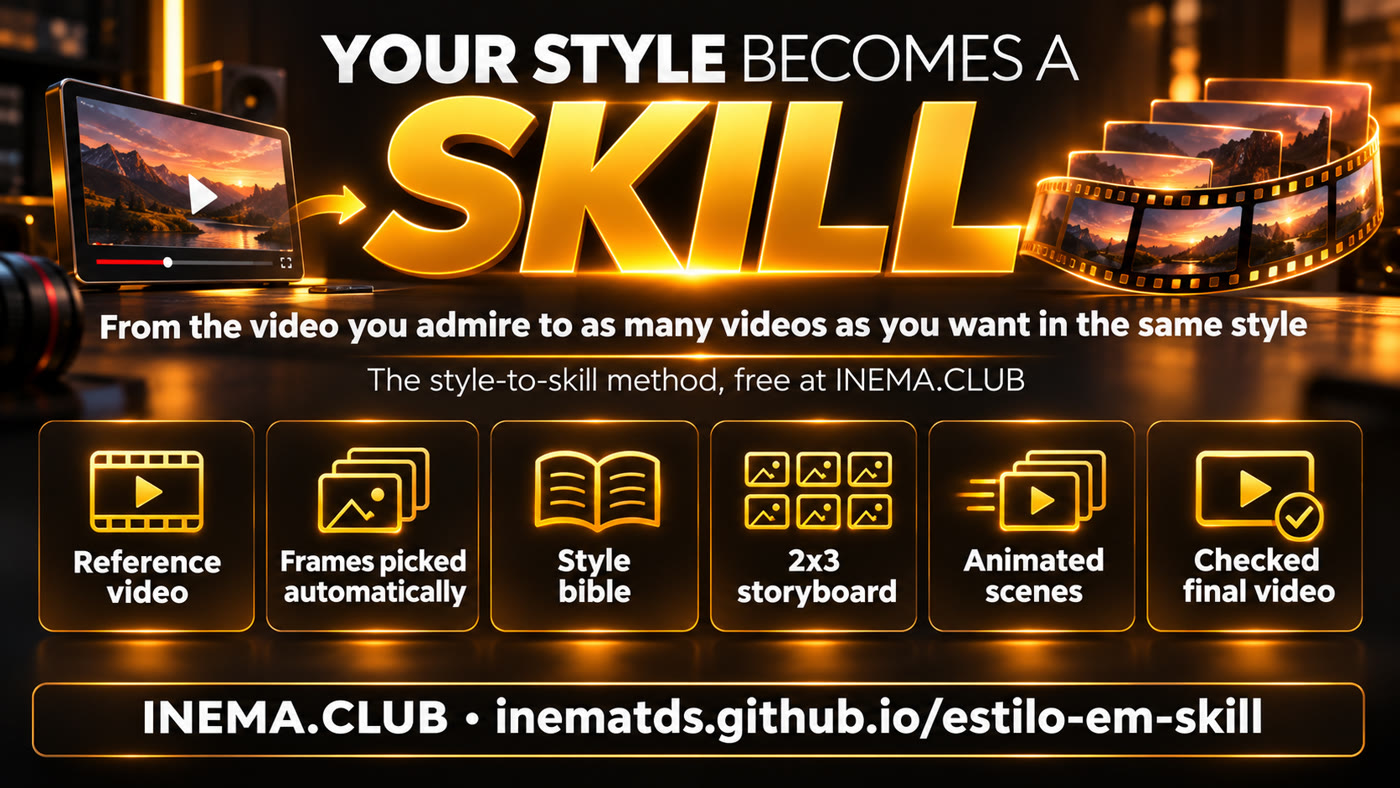 YOUR STYLE BECOMES A
SKILL
From the video you admire to as many videos as you want in the same style
The style-to-skill method, free at INEMA.CLUB
Reference
video
Frames picked
automatically
Style
bible
2x3
storyboard
Animated
scenes
Checked
final video
INEMA.CLUB • inematds.github.io/estilo-em-skill